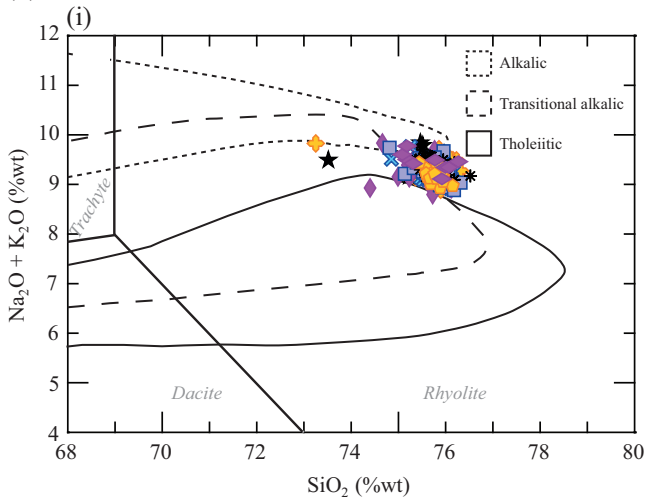 (i)
12
11
10
9
8
7
6
5
4
Na₂O + K₂O (%wt)
Alkalic
Transitional alkalic
Tholeiitic
Trachyte
Dacite
Rhyolite
68
70
72
74
76
78
80
SiO₂ (%wt)